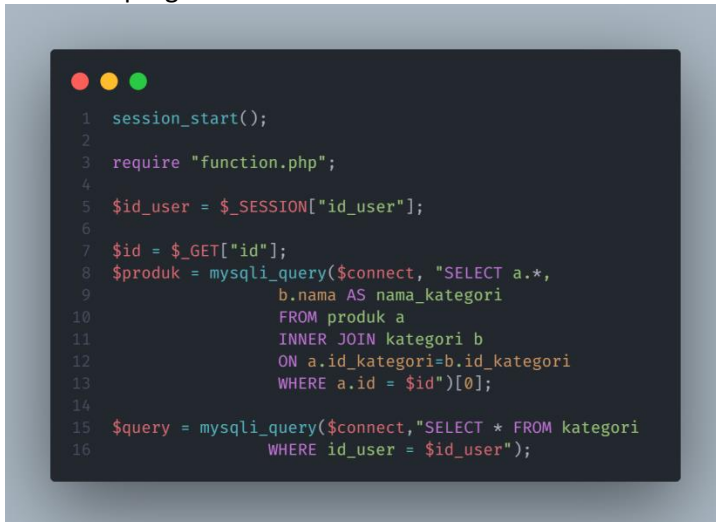 1 session_start();
2
3 require "function.php";
4
5 $id_user = $_SESSION["id_user"];
6
7 $id = $_GET["id"];
8 $produk = mysqli_query($connect, "SELECT a.*,
9 b.nama AS nama_kategori
10 FROM produk a
11 INNER JOIN kategori b
12 ON a.id_kategori=b.id_kategori
13 WHERE a.id = $id")[0];
14
15 $query = mysqli_query($connect,"SELECT * FROM kategori
16 WHERE id_user = $id_user");